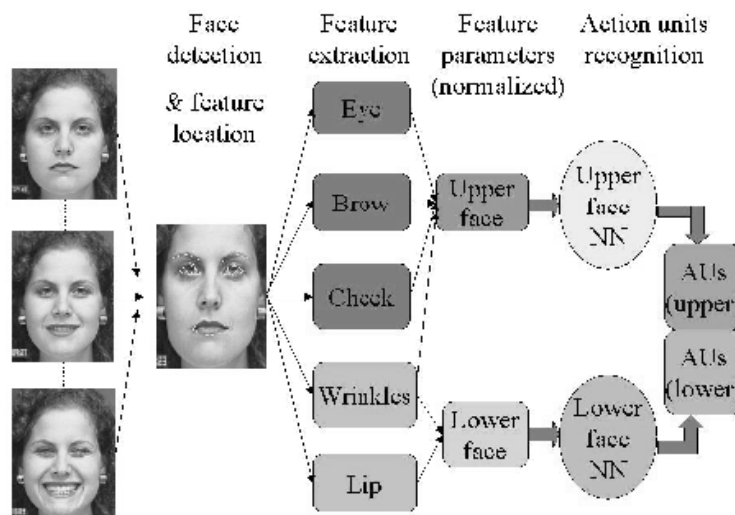 Face
detection
& feature
location
Feature
extraction
Feature
parameters
(normalized)
Action units
recognition
Eye
Brow
Cheek
Wrinkles
Lip
Upper
face
Lower
face
Upper
face
NN
Lower
face
NN
AUs
(upper
AUs
(lower